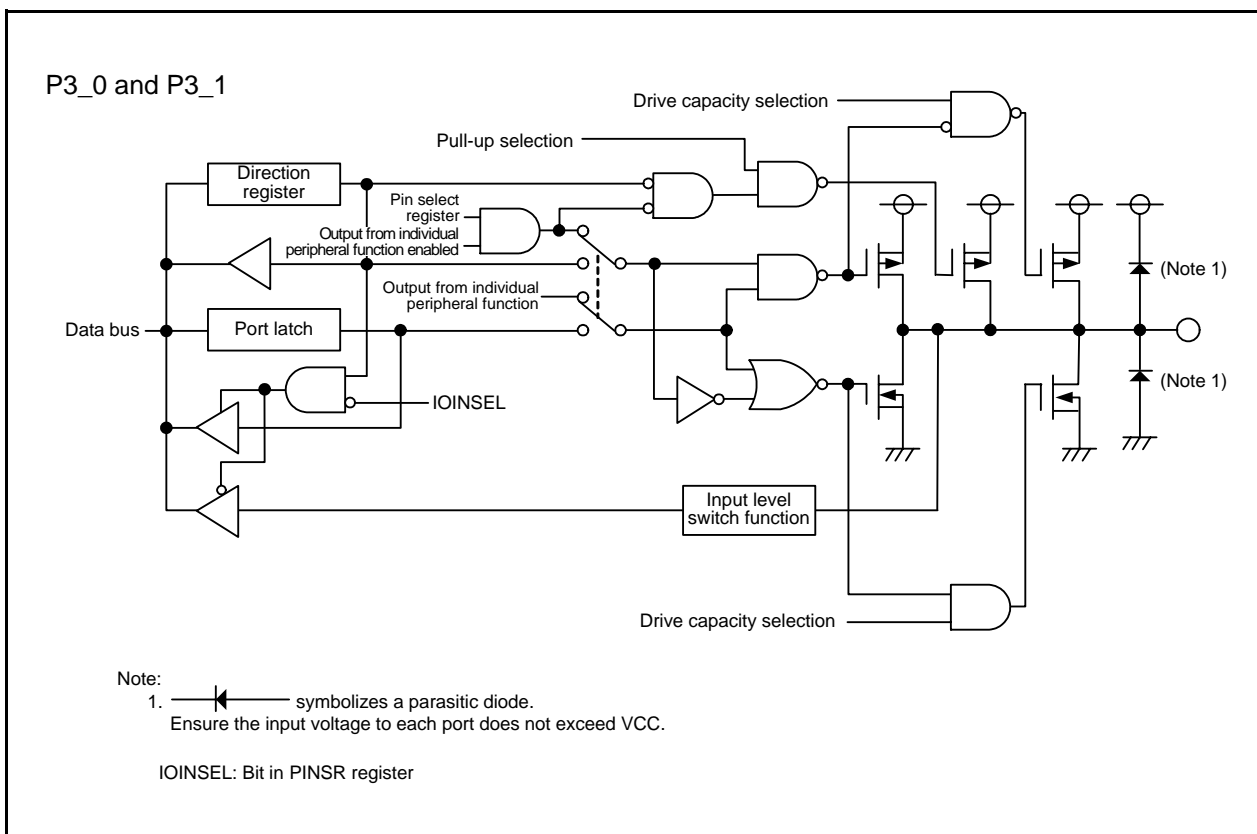 P3_0 and P3_1
Drive capacity selection
Pull-up selection
Direction
register
Pin select
register
Output from individual
peripheral function enabled
(Note 1)
Output from individual
peripheral function
Data bus
Port latch
(Note 1)
IOINSEL
Input level
switch function
Drive capacity selection
Note:
1. symbolizes a parasitic diode.
Ensure the input voltage to each port does not exceed VCC.
IOINSEL: Bit in PINSR register